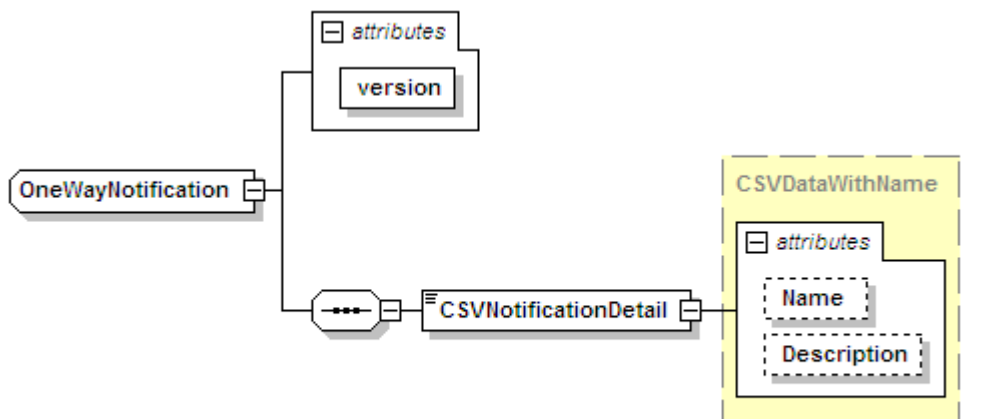 attributes
version
OneWayNotification
CSVDataWithName
attributes
Name
CSVNotificationDetail
Description